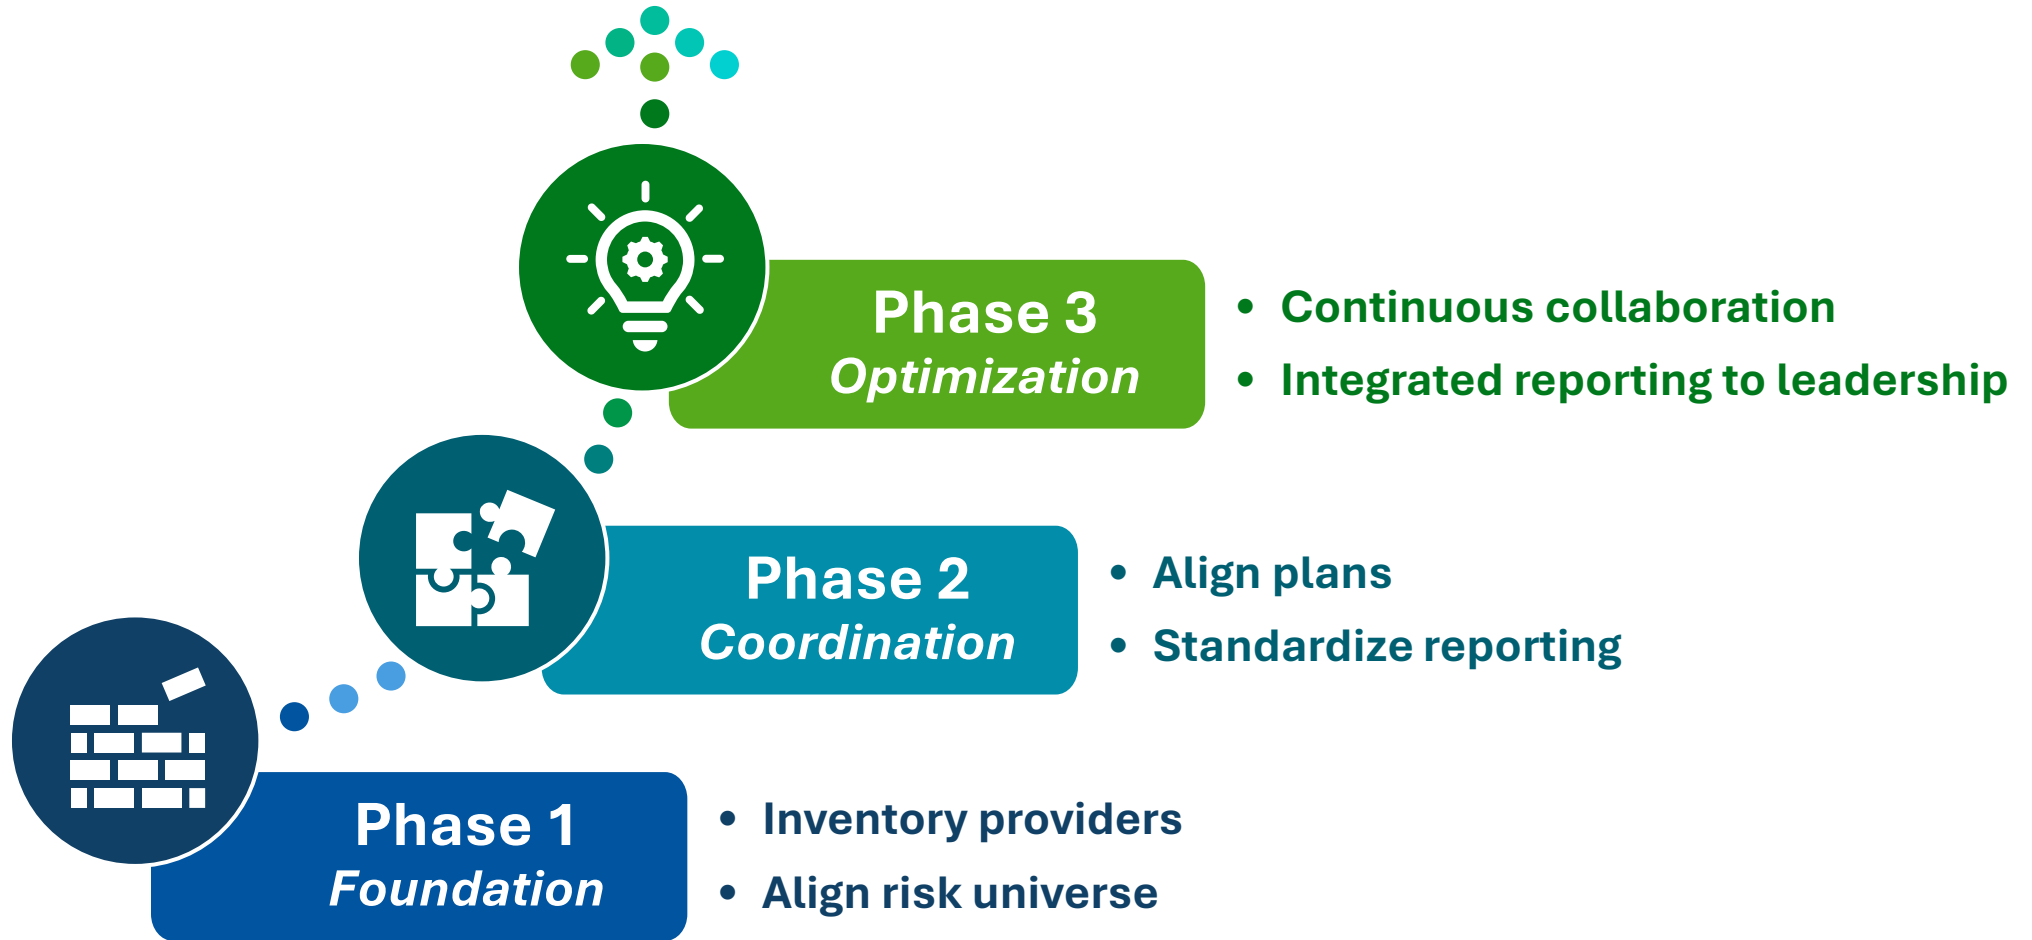 Phase 3
Optimization
• Continuous collaboration
• Integrated reporting to leadership
Phase 2
Coordination
• Align plans
• Standardize reporting
Phase 1
Foundation
• Inventory providers
• Align risk universe